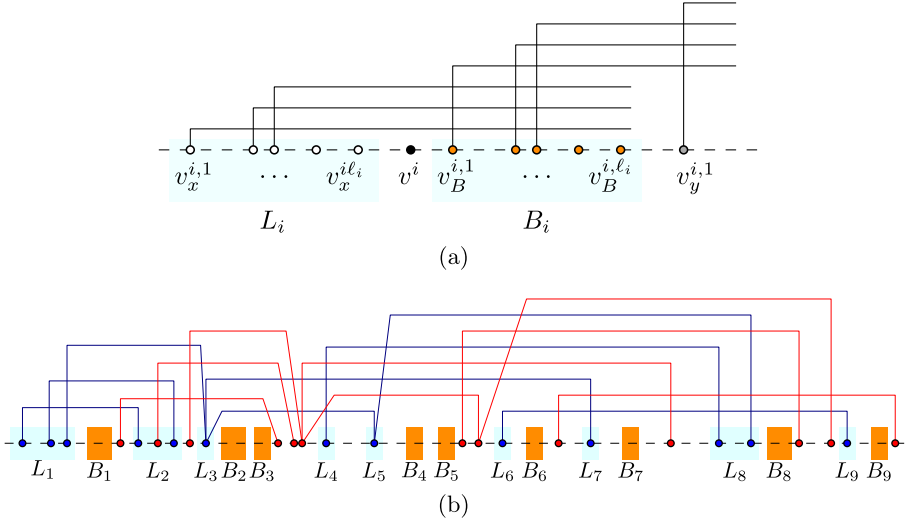 v_x^{i,1} ⋯ v_x^{iℓ_i} v^i v_B^{i,1} ⋯ v_B^{i,ℓ_i} v_y^{i,1}
L_i B_i
(a)
L_1 B_1 L_2 L_3 B_2 B_3 L_4 L_5 B_4 B_5 L_6 B_6 L_7 B_7 L_8 B_8 L_9 B_9
(b)